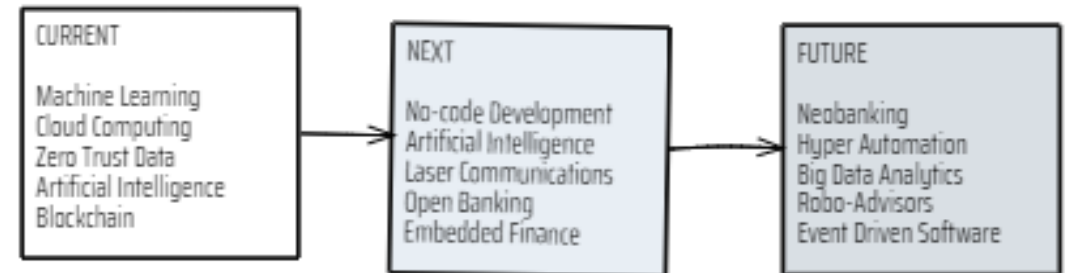 CURRENT
Machine Learning
Cloud Computing
Zero Trust Data
Artificial Intelligence
Blockchain
NEXT
No-code Development
Artificial Intelligence
Laser Communications
Open Banking
Embedded Finance
FUTURE
Neobanking
Hyper Automation
Big Data Analytics
Robo-Advisors
Event Driven Software